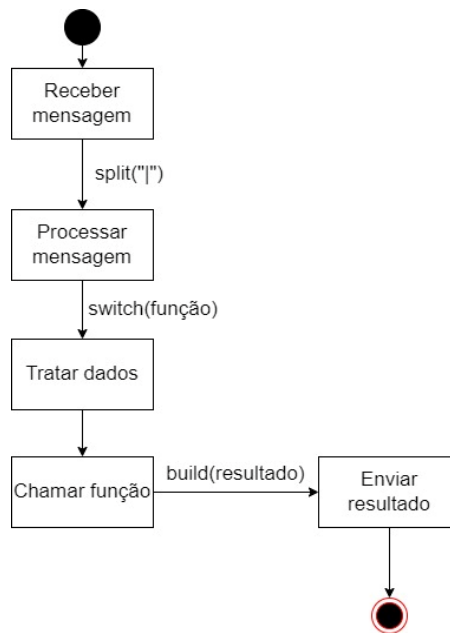 Receber
mensagem
split("|")
Processar
mensagem
switch(função)
Tratar dados
Chamar função
build(resultado)
Enviar
resultado